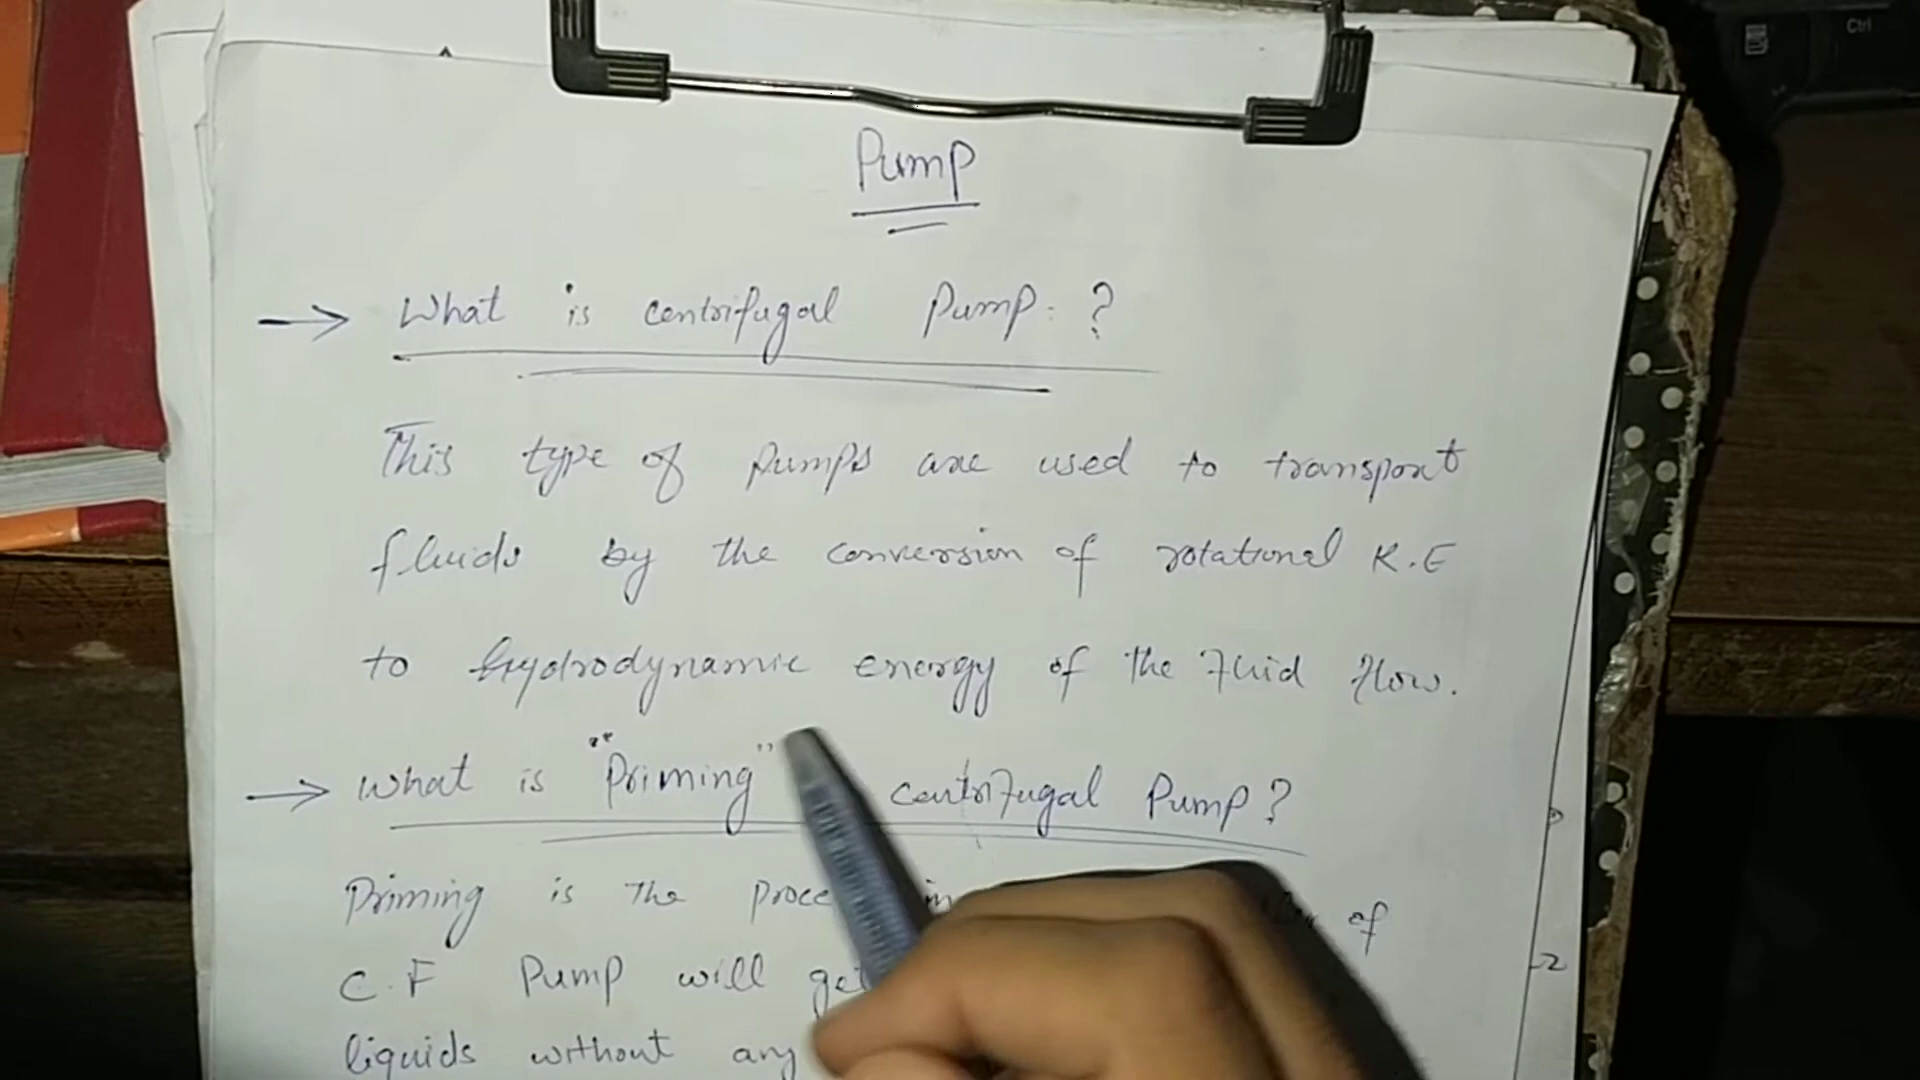 Pump
→ What is centrifugal Pump. ?
This type of pumps are used to transport
fluids by the conversion of rotational K.E
to hydrodynamic energy of the fluid flow.
→ What is "Priming" centrifugal Pump?
Priming is the of
C.F Pump will
liquids without
2
Ctrl